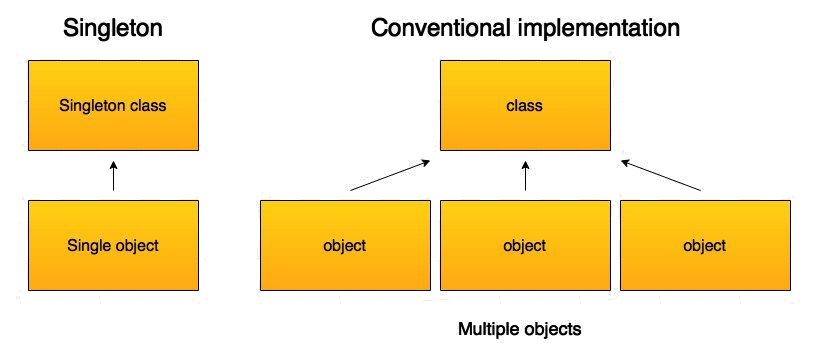 Singleton
Conventional implementation
Singleton class
class
Single object
object
object
object
Multiple objects